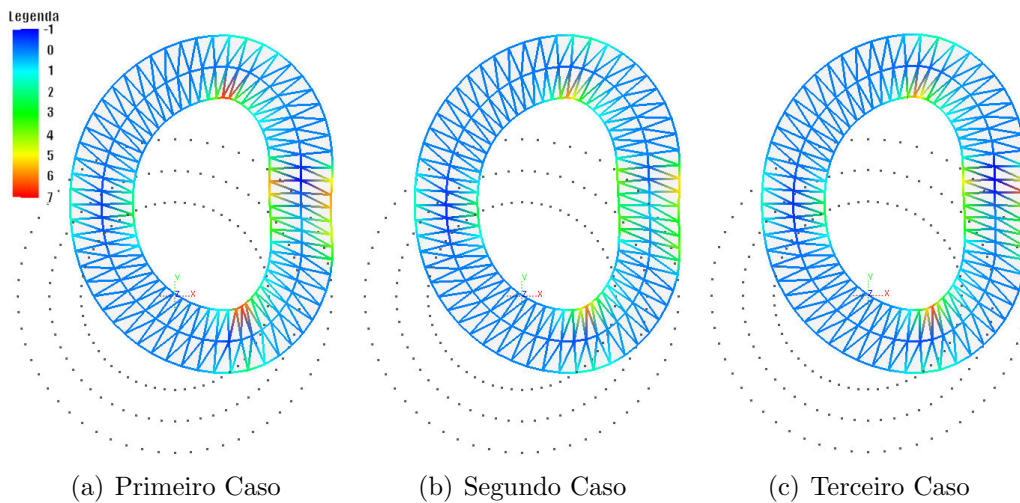 Legenda
-1
0
1
2
3
4
5
6
7
Y
Z
X
Y
Z
X
Y
Z
X
(a) Primeiro Caso
(b) Segundo Caso
(c) Terceiro Caso